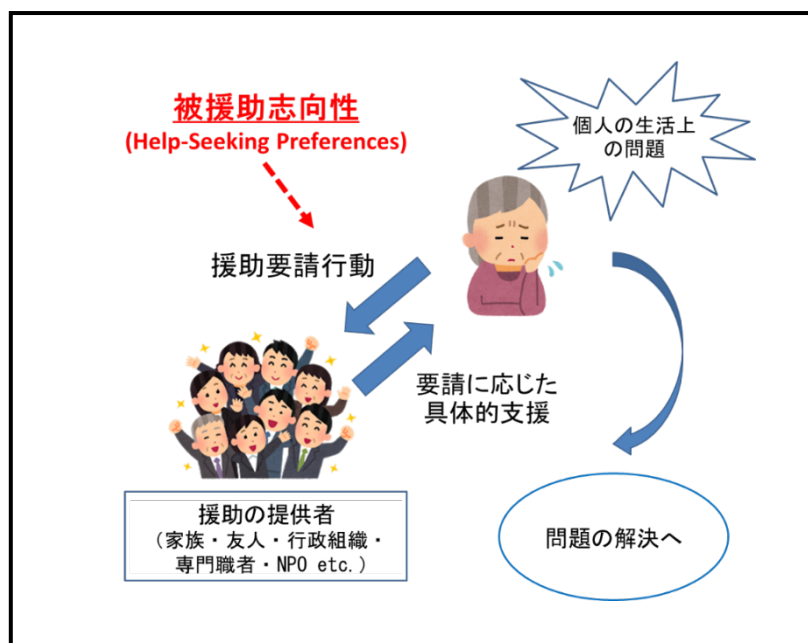 被援助志向性
(Help-Seeking Preferences)
個人の生活上
の問題
援助要請行動
要請に応じた
具体的支援
援助の提供者
（家族・友人・行政組織・
専門職者・NPO etc.）
問題の解決へ